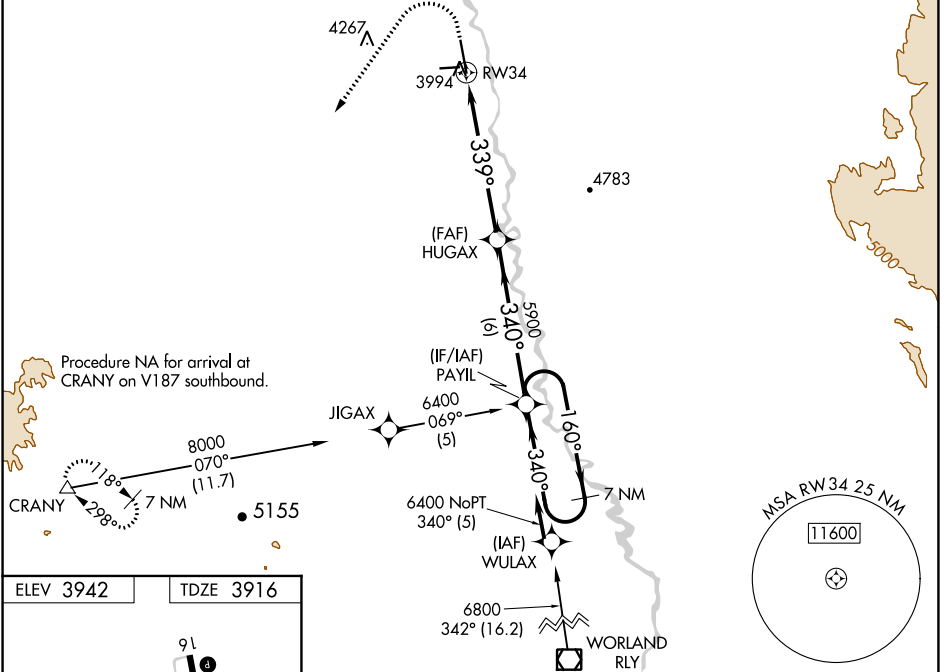 4267
3994
RW34
339°
4783
(FAF)
HUGAX
5000
5900
340°
(6)
Procedure NA for arrival at
CRANY on V187 southbound.
(IF/IAF)
PAYIL
JIGAX
6400
069°
(5)
160°
8000
070°
(11.7)
340°
118°
CRANY
7 NM
298°
5155
7 NM
6400 NoPT
340° (5)
(IAF)
WULAX
MSA RW34 25 NM
11600
ELEV 3942
TDZE 3916
6800
342° (16.2)
WORLAND
RLY
16
P